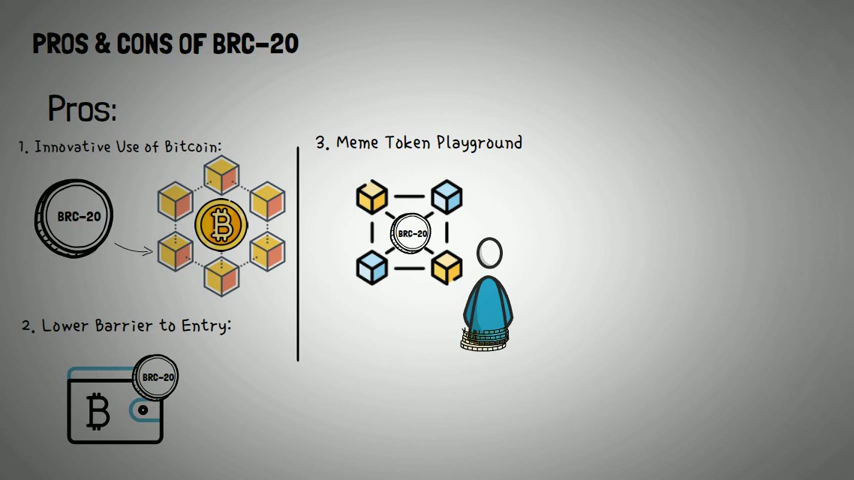 PROS & CONS OF BRC-20
Pros:
1. Innovative Use of Bitcoin:
BRC-20
3. Meme Token Playground
BRC-20
2. Lower Barrier to Entry:
BRC-20